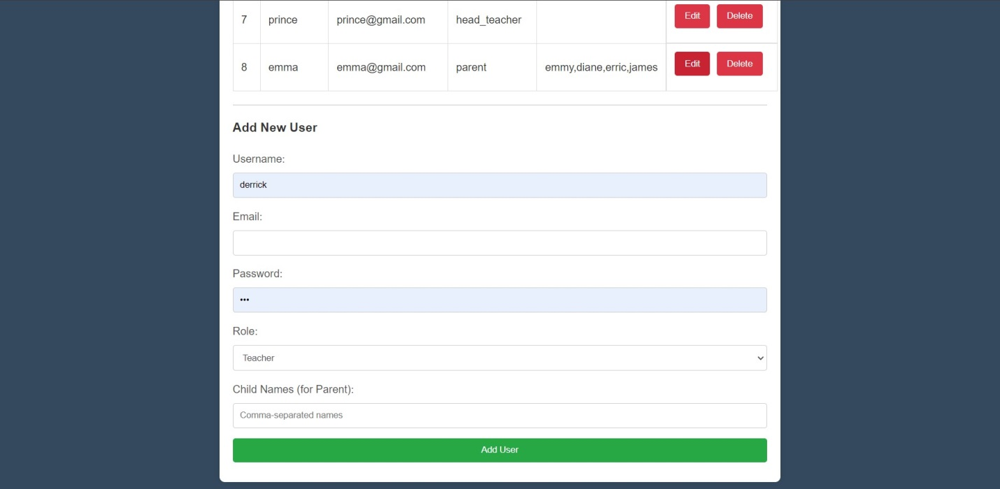 7 prince prince@gmail.com head_teacher Edit Delete
8 emma emma@gmail.com parent emmy,diane,erric,james Edit Delete
Add New User
Username:
derrick
Email:
Password:
•••
Role:
Teacher
Child Names (for Parent):
Comma-separated names
Add User